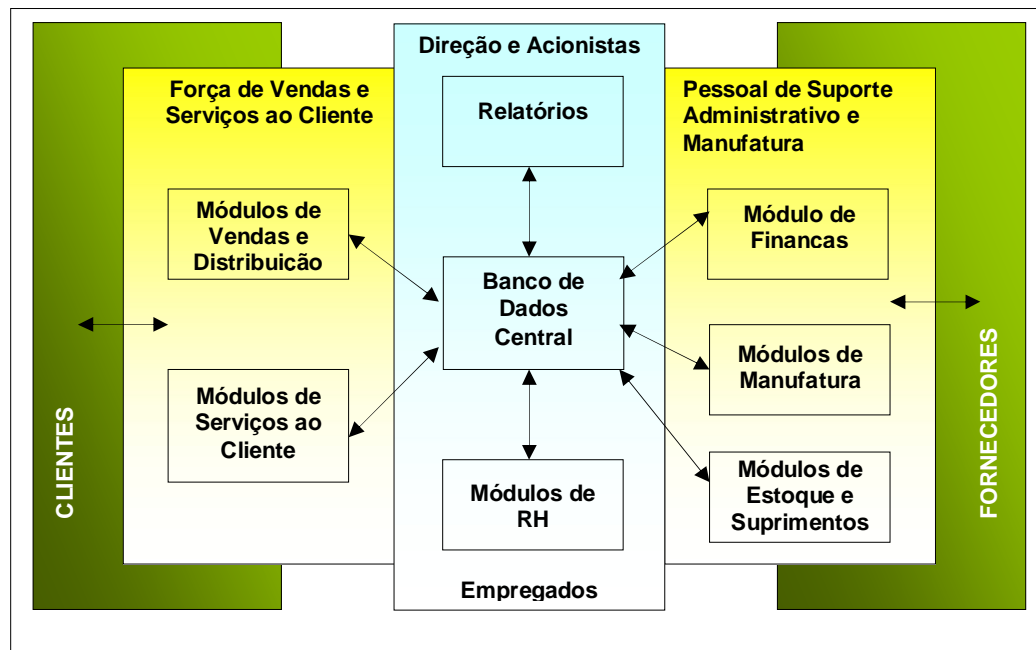 Direção e Acionistas
Força de Vendas e
Serviços ao Cliente
Pessoal de Suporte
Administrativo e
Manufatura
Relatórios
Módulos de
Vendas e
Distribuição
Módulo de
Financas
Banco de
Dados
Central
Módulos de
Manufatura
Módulos de
Serviços ao
Cliente
Módulos de
RH
Módulos de
Estoque e
Suprimentos
Empregados
CLIENTES
FORNECEDORES